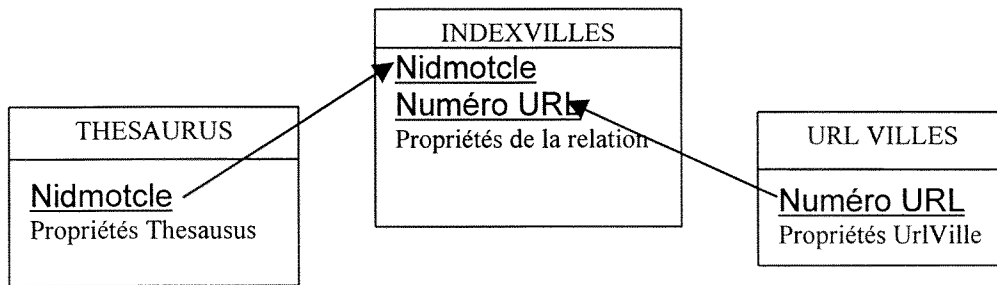 INDEXVILLES
Nidmotcle
Numéro URL
Propriétés de la relation
THESAURUS
Nidmotcle
Propriétés Thesausus
URL VILLES
Numéro URL
Propriétés UrlVille